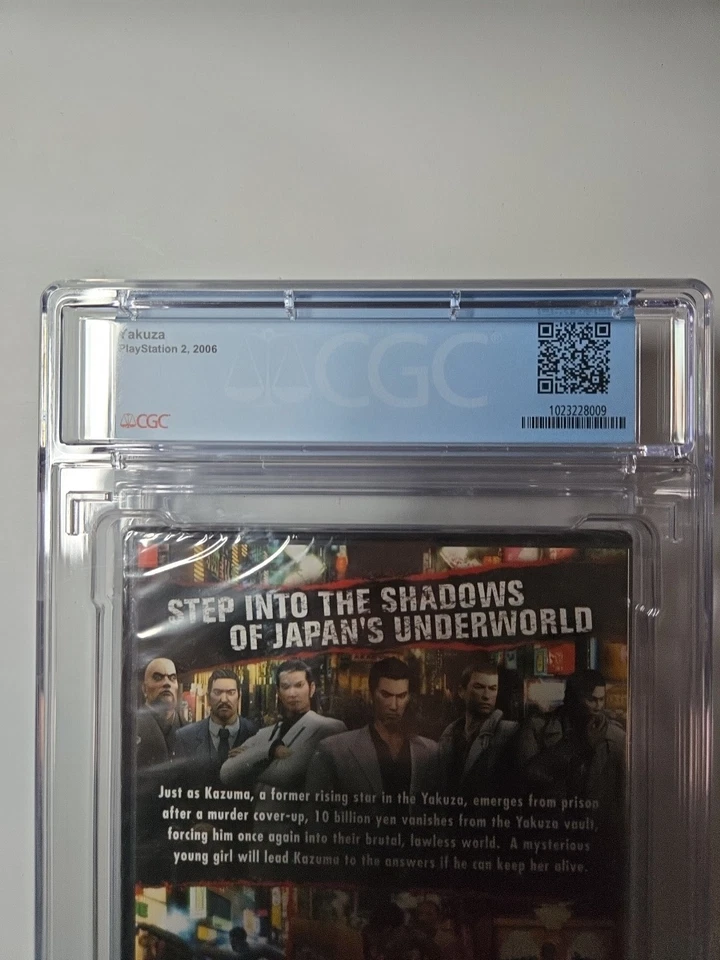 Yakuza
PlayStation 2, 2006
CGC
CGC
1023228009
STEP INTO THE SHADOWS
OF JAPAN'S UNDERWORLD
Just as Kazuma, a former rising star in the Yakuza, emerges from prison
after a murder cover-up, 10 billion yen vanishes from the Yakuza vault,
forcing him once again into their brutal, lawless world. A mysterious
young girl will lead Kazuma to the answers if he can keep her alive.